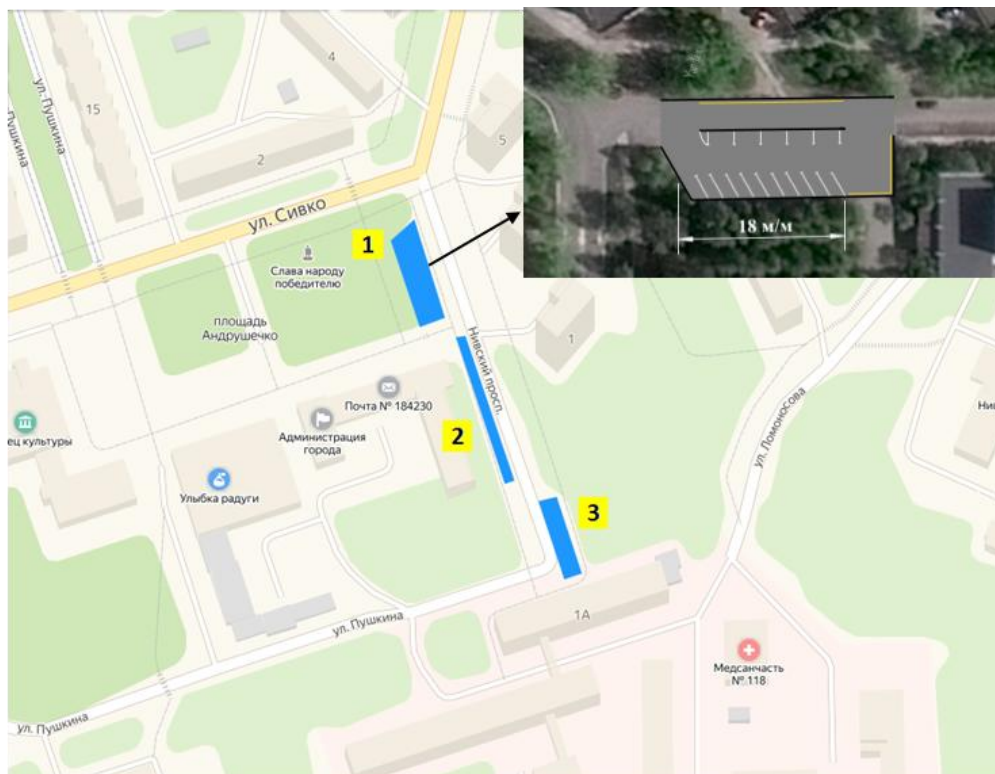 ул. Пушкина
Пушкина
15
4
2
5
ул. Сивко
1
Слава народу
победителю
площадь
Андрушечко
18 м/м
Нивский просп.
1
Почта № 184230
2
Администрация
города
ец культуры
Улыбка радуги
ул. Ломоносова
Ни
3
1А
ул. Пушкина
Медсанчасть
№ 118
ул. Пушкина